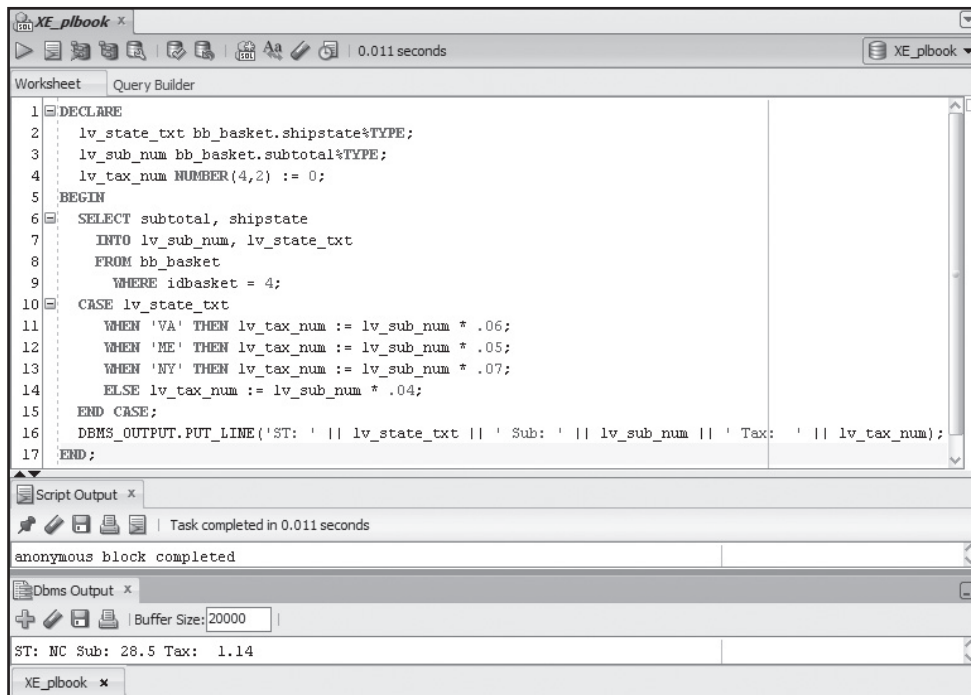 SQL XE_plbook x
SQL Aa 0.011 seconds XE_plbook
Worksheet Query Builder
1 DECLARE
2 lv_state_txt bb_basket.shipstate%TYPE;
3 lv_sub_num bb_basket.subtotal%TYPE;
4 lv_tax_num NUMBER(4,2) := 0;
5 BEGIN
6 SELECT subtotal, shipstate
7 INTO lv_sub_num, lv_state_txt
8 FROM bb_basket
9 WHERE idbasket = 4;
10 CASE lv_state_txt
11 WHEN 'VA' THEN lv_tax_num := lv_sub_num * .06;
12 WHEN 'ME' THEN lv_tax_num := lv_sub_num * .05;
13 WHEN 'NY' THEN lv_tax_num := lv_sub_num * .07;
14 ELSE lv_tax_num := lv_sub_num * .04;
15 END CASE;
16 DBMS_OUTPUT.PUT_LINE('ST: ' || lv_state_txt || ' Sub: ' || lv_sub_num || ' Tax:  ' || lv_tax_num);
17 END;
Script Output x
Task completed in 0.011 seconds
anonymous block completed
Dbms Output x
Buffer Size: 20000
ST: NC Sub: 28.5 Tax:  1.14
XE_plbook x